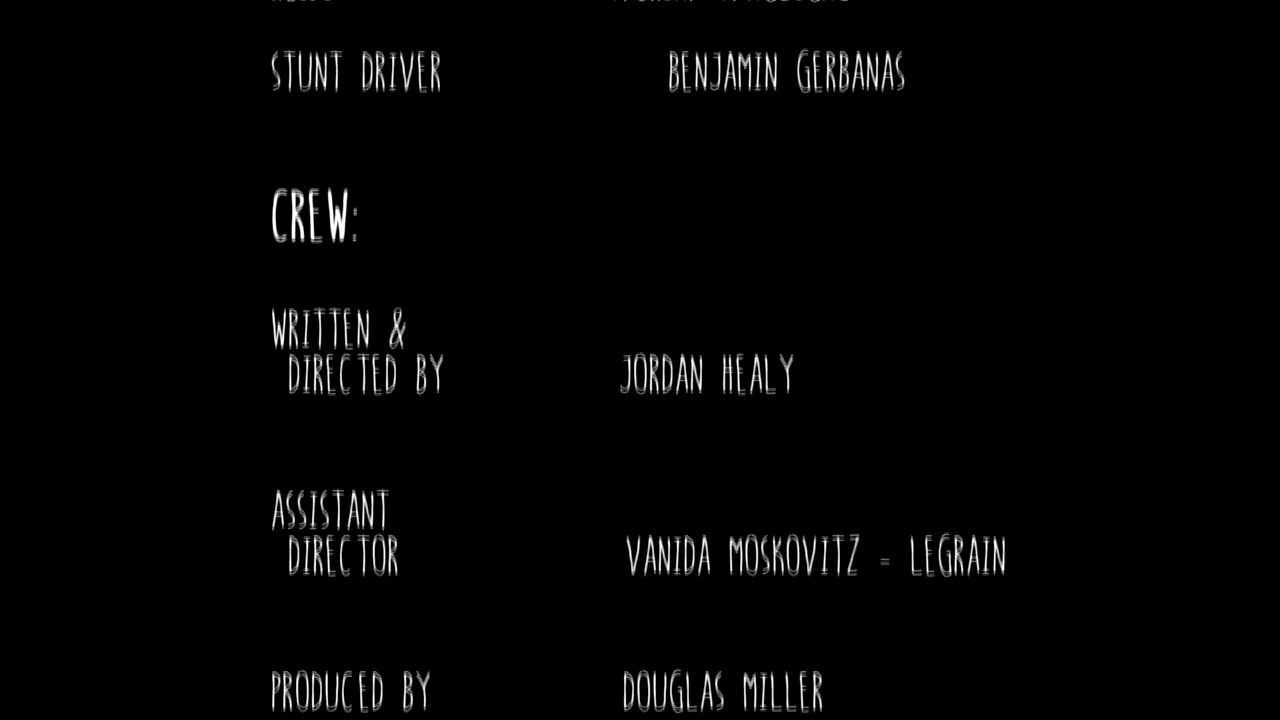 STUNT DRIVER BENJAMIN GERBANAS
CREW:
WRITTEN &
DIRECTED BY JORDAN HEALY
ASSISTANT
DIRECTOR VANIDA MOSKOVITZ - LEGRAIN
PRODUCED BY DOUGLAS MILLER